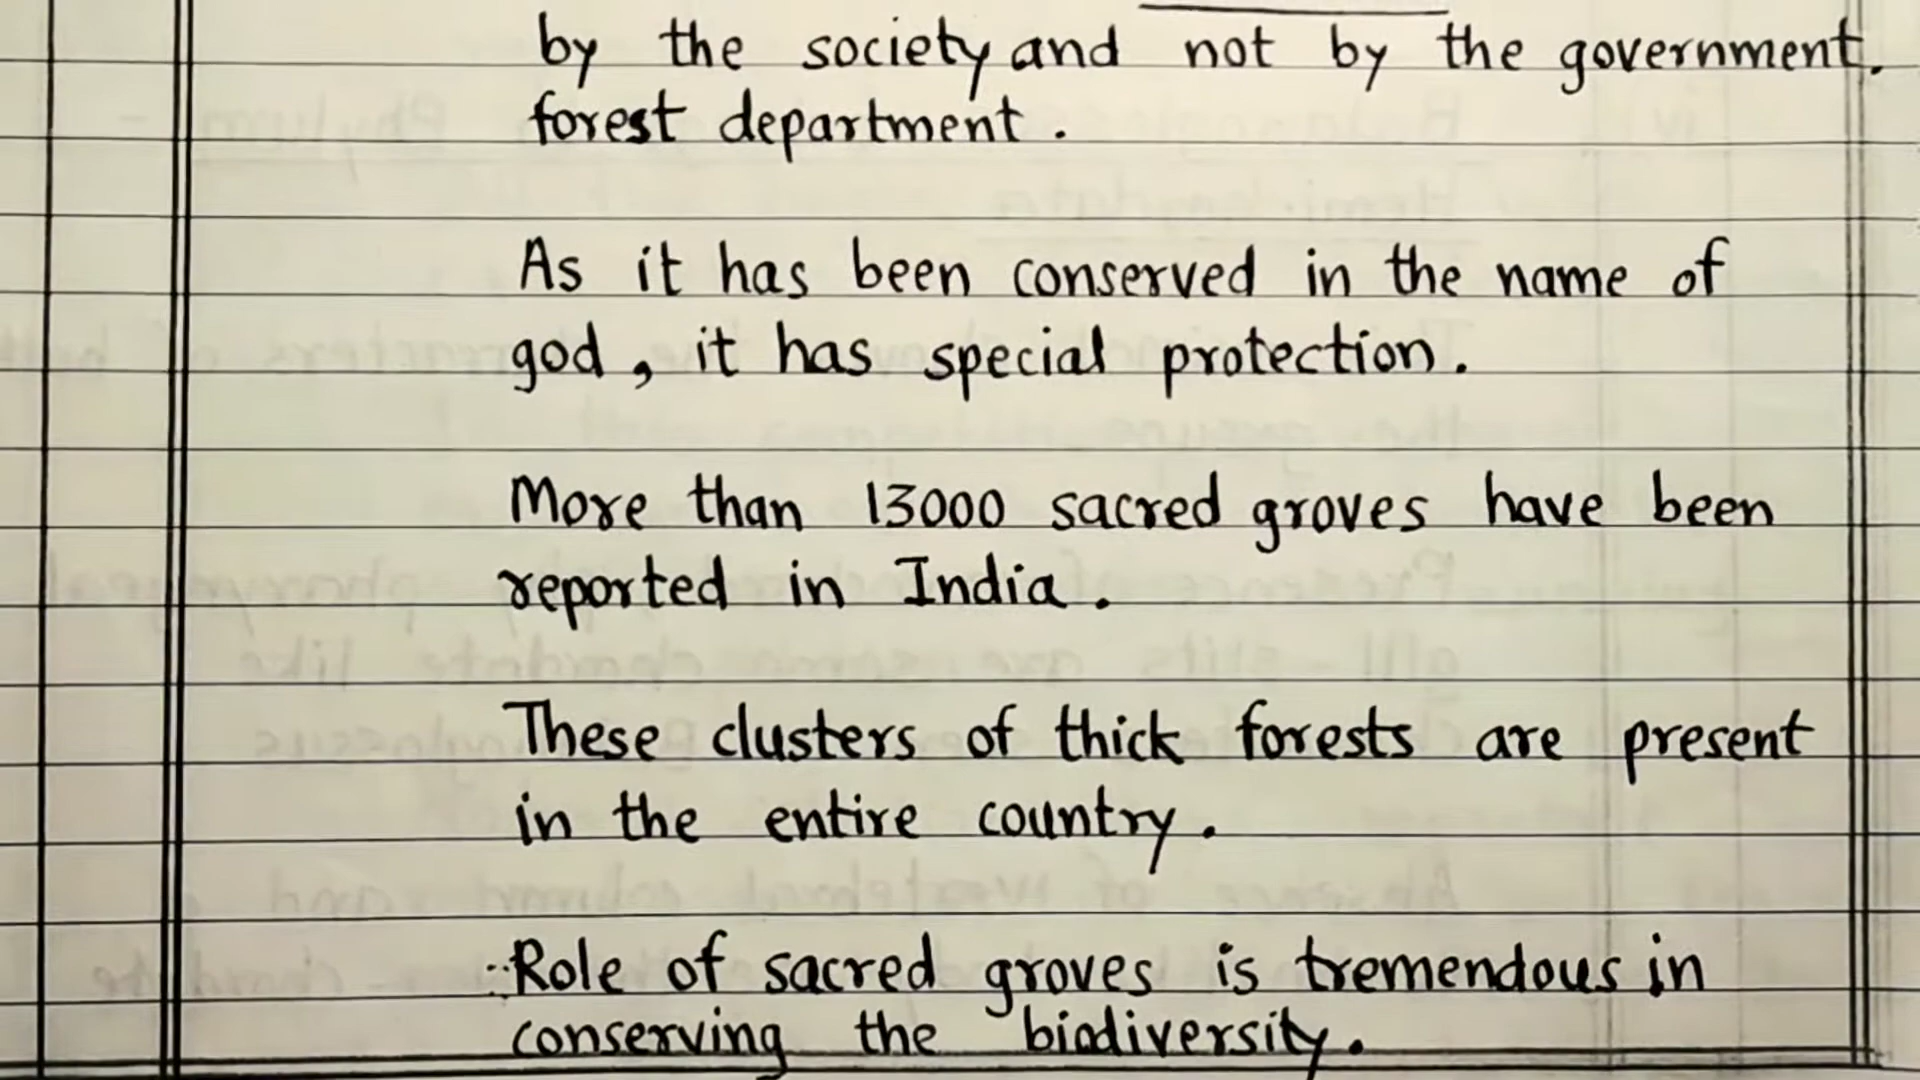 by the society and not by the government.
forest department.
As it has been conserved in the name of
god, it has special protection.
More than 13000 sacred groves have been
reported in India.
These clusters of thick forests are present
in the entire country.
Role of sacred groves is tremendous in
conserving the biodiversity.